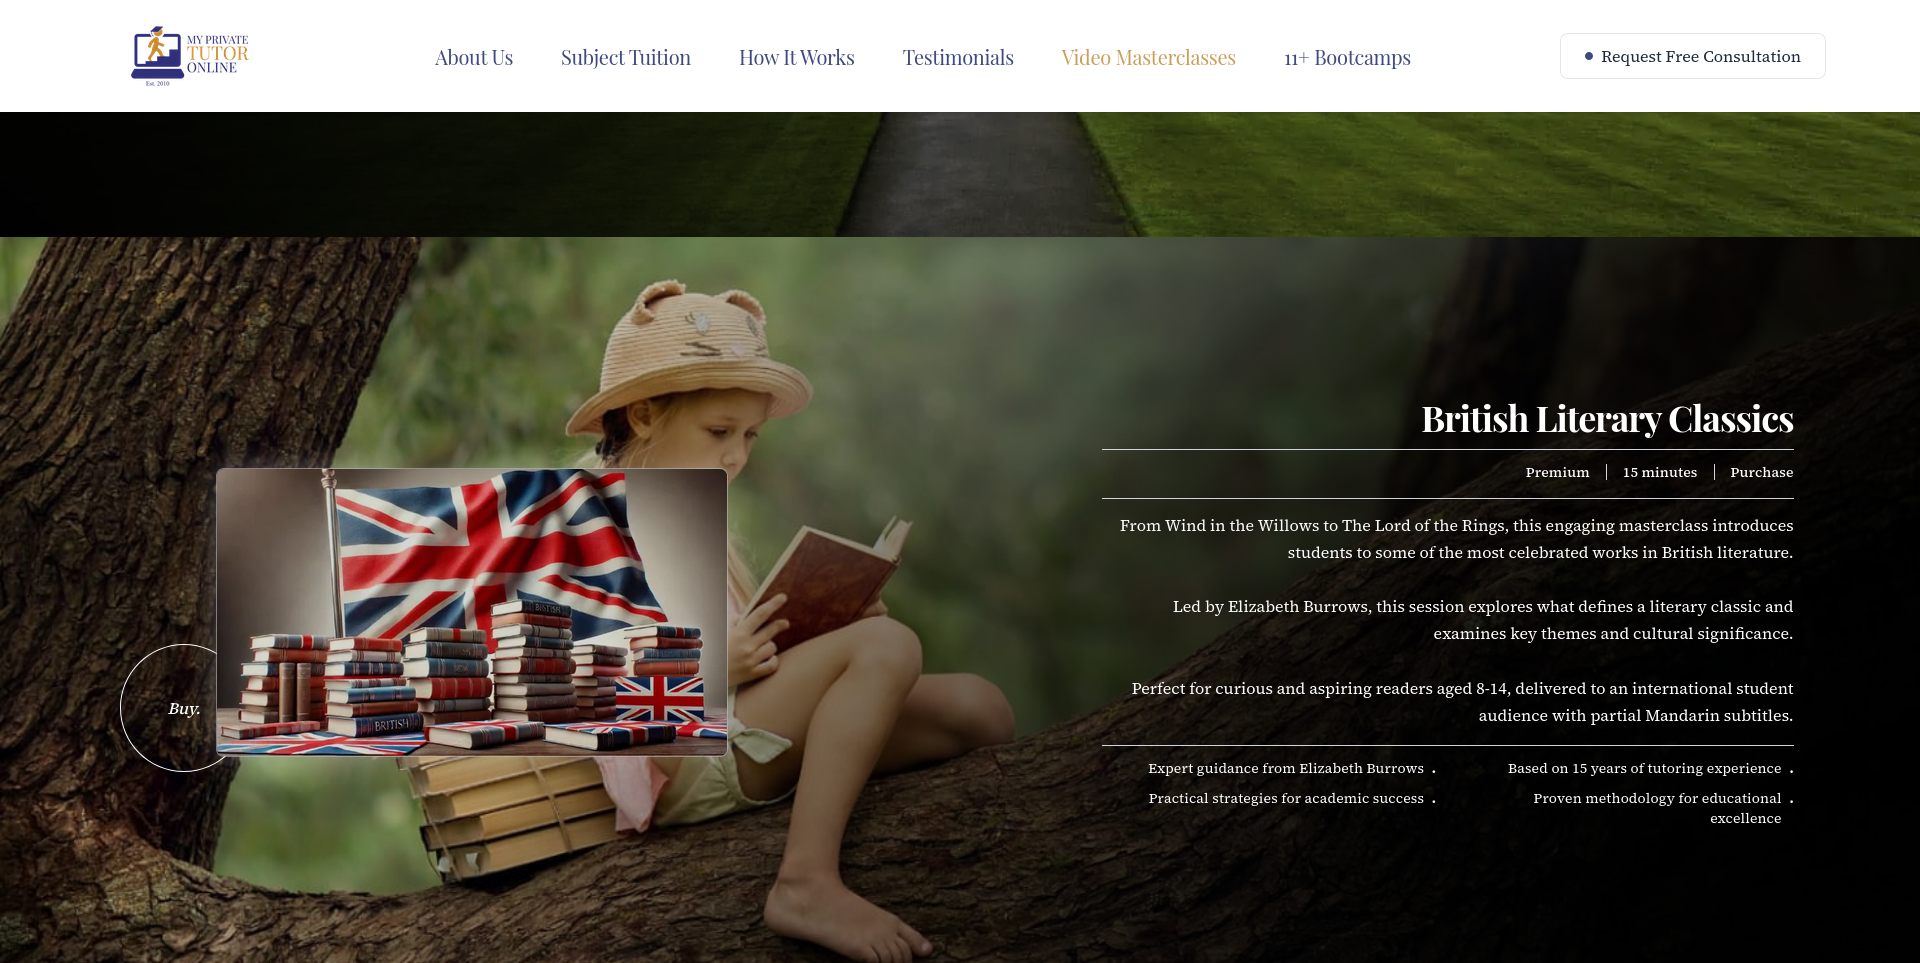 MY PRIVATE
TUTOR
ONLINE
Est. 2010
About Us
Subject Tuition
How It Works
Testimonials
Video Masterclasses
11+ Bootcamps
Request Free Consultation
British Literary Classics
Premium
15 minutes
Purchase
From Wind in the Willows to The Lord of the Rings, this engaging masterclass introduces
students to some of the most celebrated works in British literature.
Led by Elizabeth Burrows, this session explores what defines a literary classic and
examines key themes and cultural significance.
Perfect for curious and aspiring readers aged 8-14, delivered to an international student
audience with partial Mandarin subtitles.
Expert guidance from Elizabeth Burrows
Based on 15 years of tutoring experience
Practical strategies for academic success
Proven methodology for educational
excellence
Buy.
BRITISH